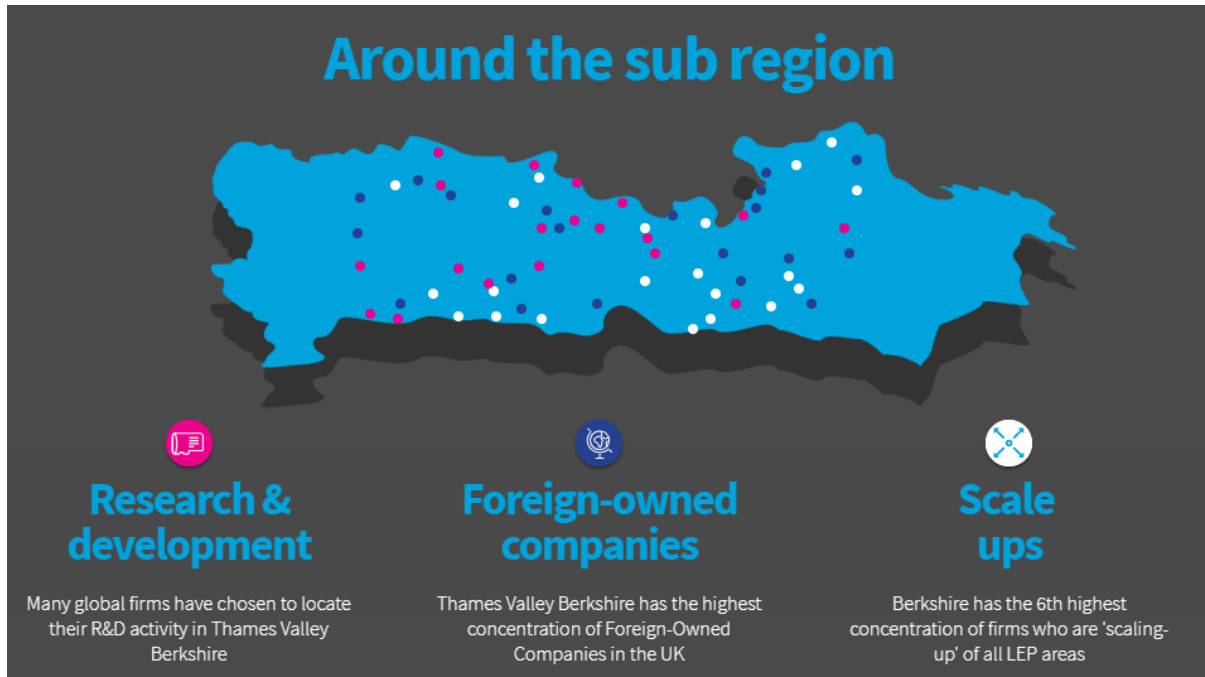 Around the sub region
Research &
development
Many global firms have chosen to locate
their R&D activity in Thames Valley
Berkshire
Foreign-owned
companies
Thames Valley Berkshire has the highest
concentration of Foreign-Owned
Companies in the UK
Scale
ups
Berkshire has the 6th highest
concentration of firms who are 'scaling-
up' of all LEP areas